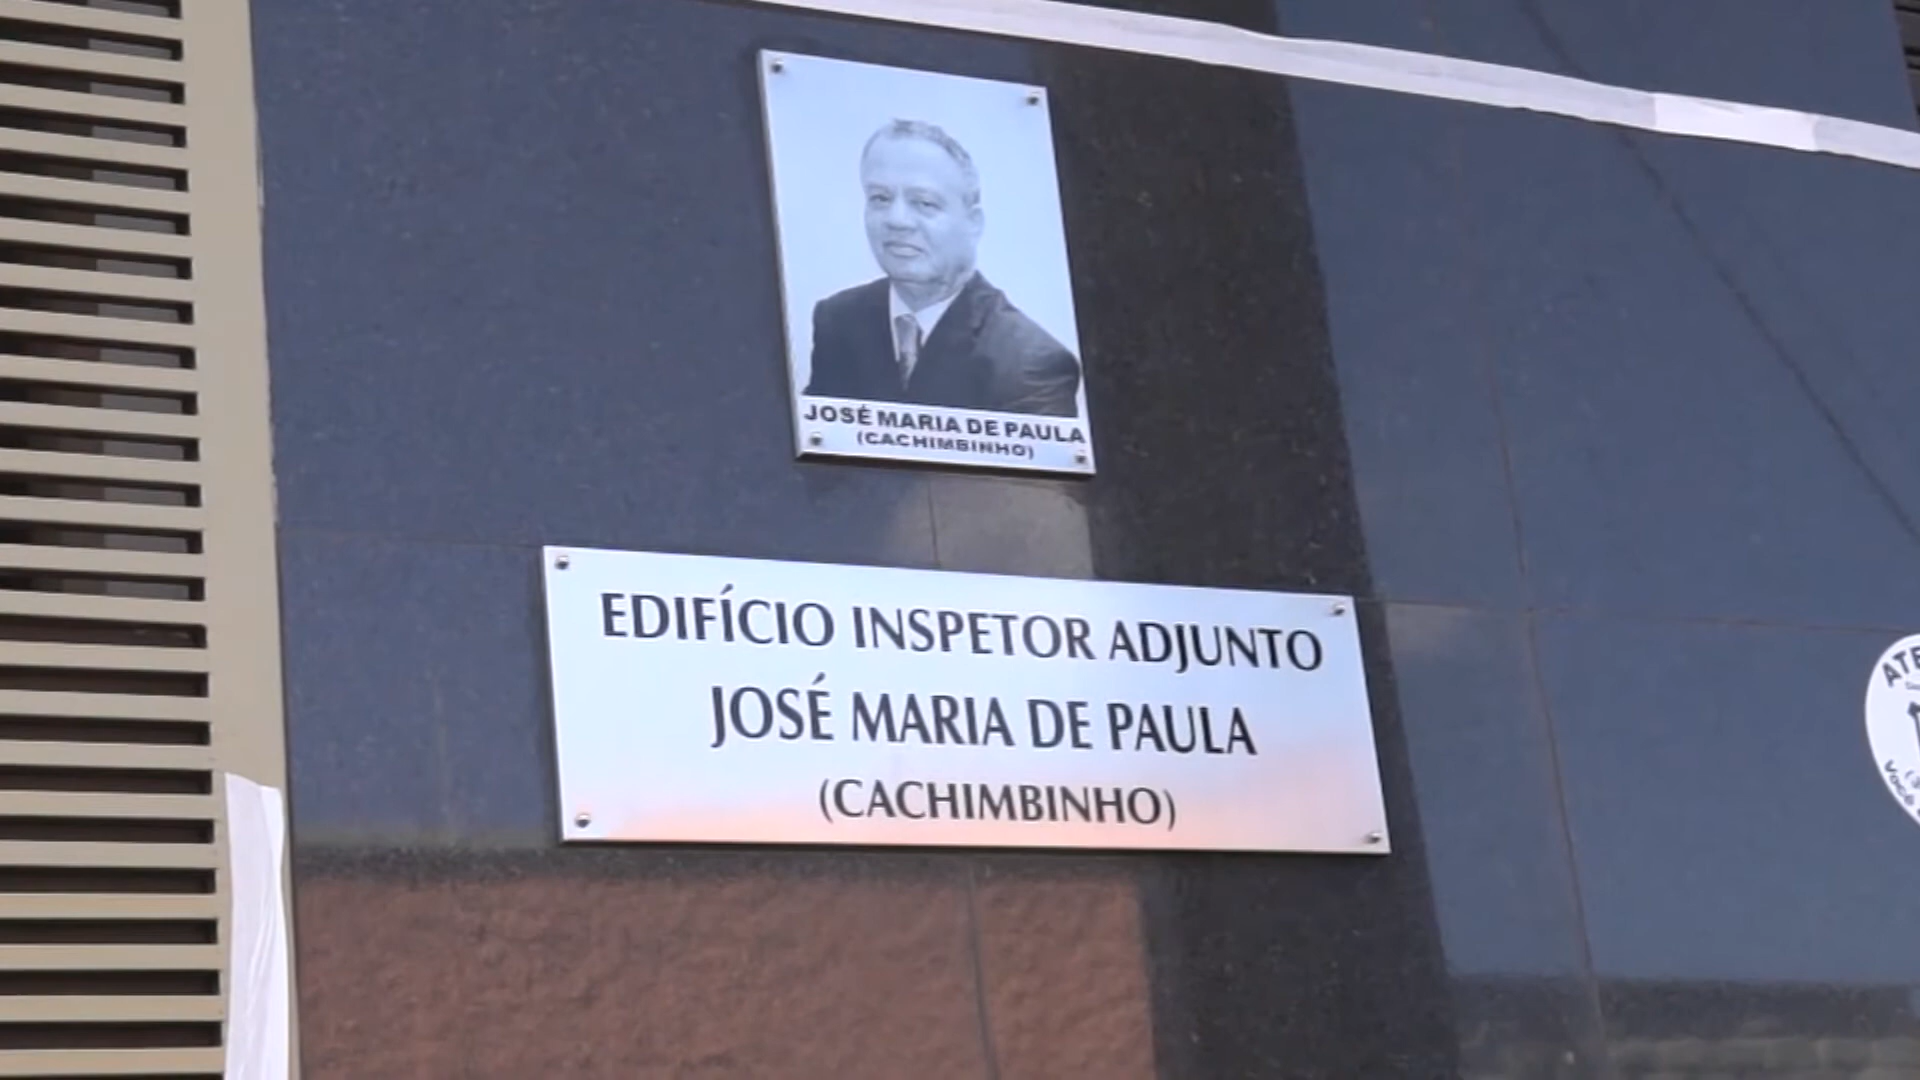 JOSÉ MARIA DE PAULA
(CACHIMBINHO)
EDIFÍCIO INSPETOR ADJUNTO
JOSÉ MARIA DE PAULA
(CACHIMBINHO)